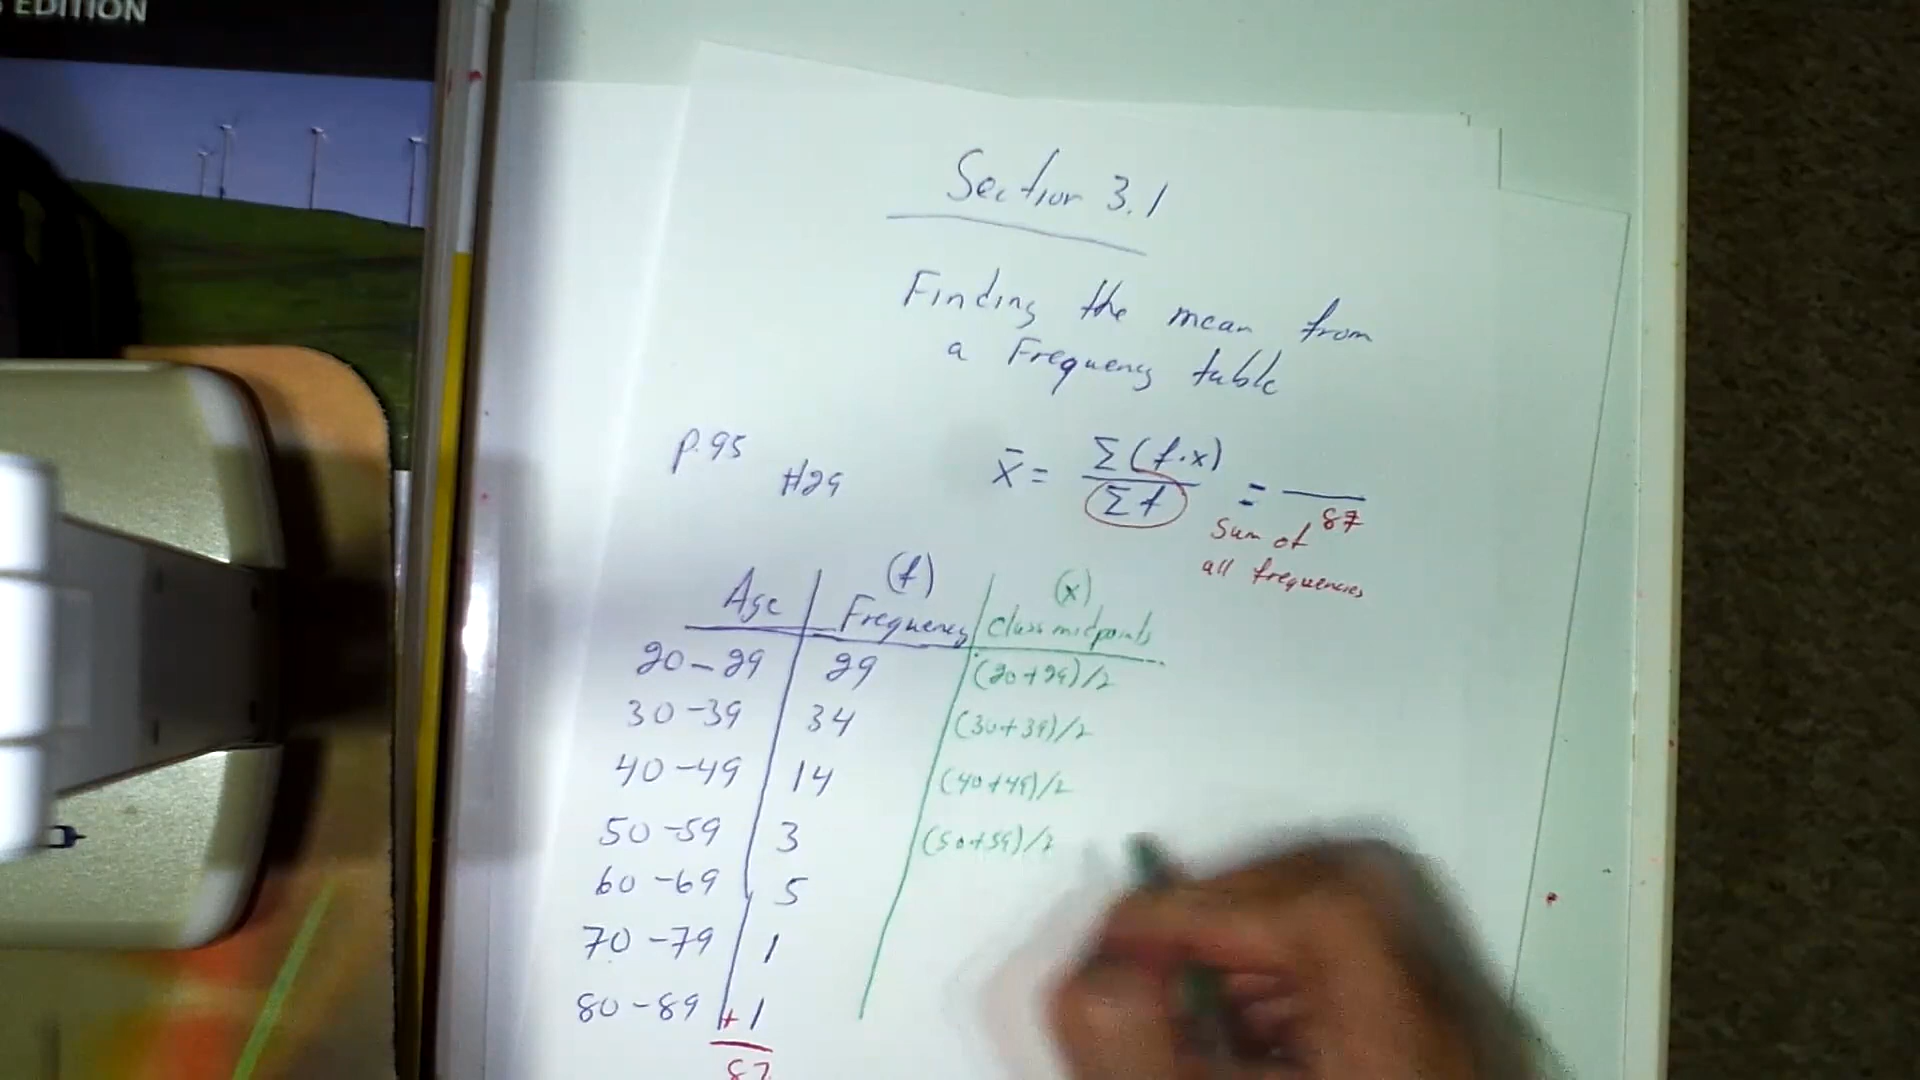 EDITION
Section 3.1
Finding the mean from
a Frequency table
p.95
#29
x̄ = Σ(f·x) / Σf = __ / 87
Sum of
all frequencies
(f) (x)
Age Frequency Class midpoints
20-29 29 (20+29)/2
30-39 34 (30+39)/2
40-49 14 (40+49)/2
50-59 3 (50+59)/2
60-69 5
70-79 1
80-89 +1
87